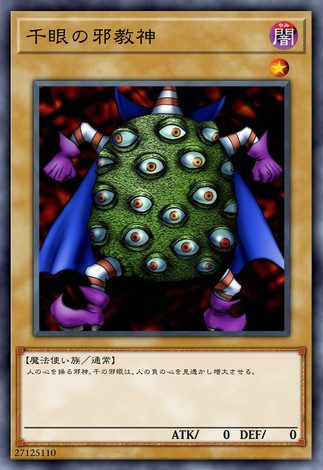 千眼の邪教神
やみ
闇
【魔法使い族／通常】
人の心を操る邪神。千の邪眼は、人の負の心を見透かし増大させる。
ATK/ 0 DEF/ 0
27125110